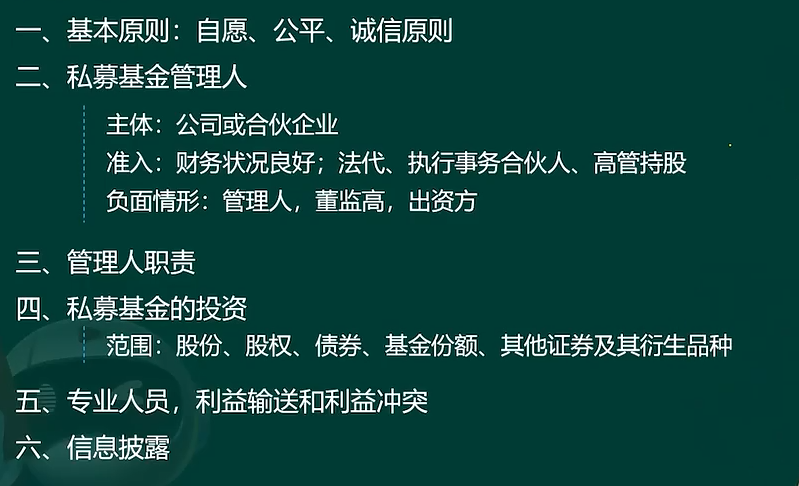 一、基本原则：自愿、公平、诚信原则
二、私募基金管理人
主体：公司或合伙企业
准入：财务状况良好；法代、执行事务合伙人、高管持股
负面情形：管理人，董监高，出资方
三、管理人职责
四、私募基金的投资
范围：股份、股权、债券、基金份额、其他证券及其衍生品种
五、专业人员，利益输送和利益冲突
六、信息披露